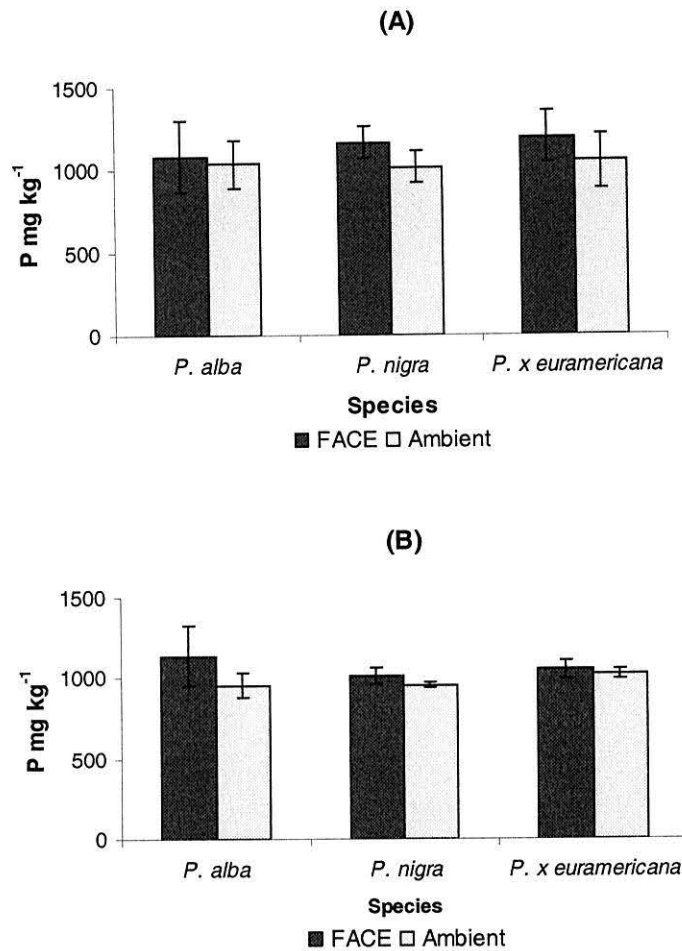 (A)
1500
1000
500
0
P mg kg⁻¹
P. alba P. nigra P. x euramericana
Species
FACE Ambient
(B)
1500
1000
500
0
P mg kg⁻¹
P. alba P. nigra P. x euramericana
Species
FACE Ambient